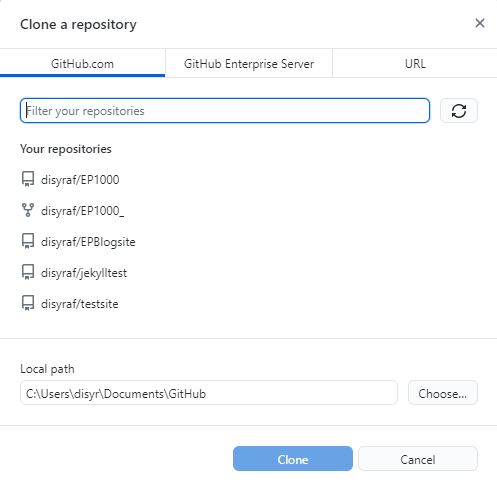 Clone a repository
GitHub.com GitHub Enterprise Server URL
Filter your repositories
Your repositories
disyraf/EP1000
disyraf/EP1000_
disyraf/EPBlogsite
disyraf/jekylltest
disyraf/testsite
Local path
C:\Users\disyr\Documents\GitHub Choose...
Clone Cancel